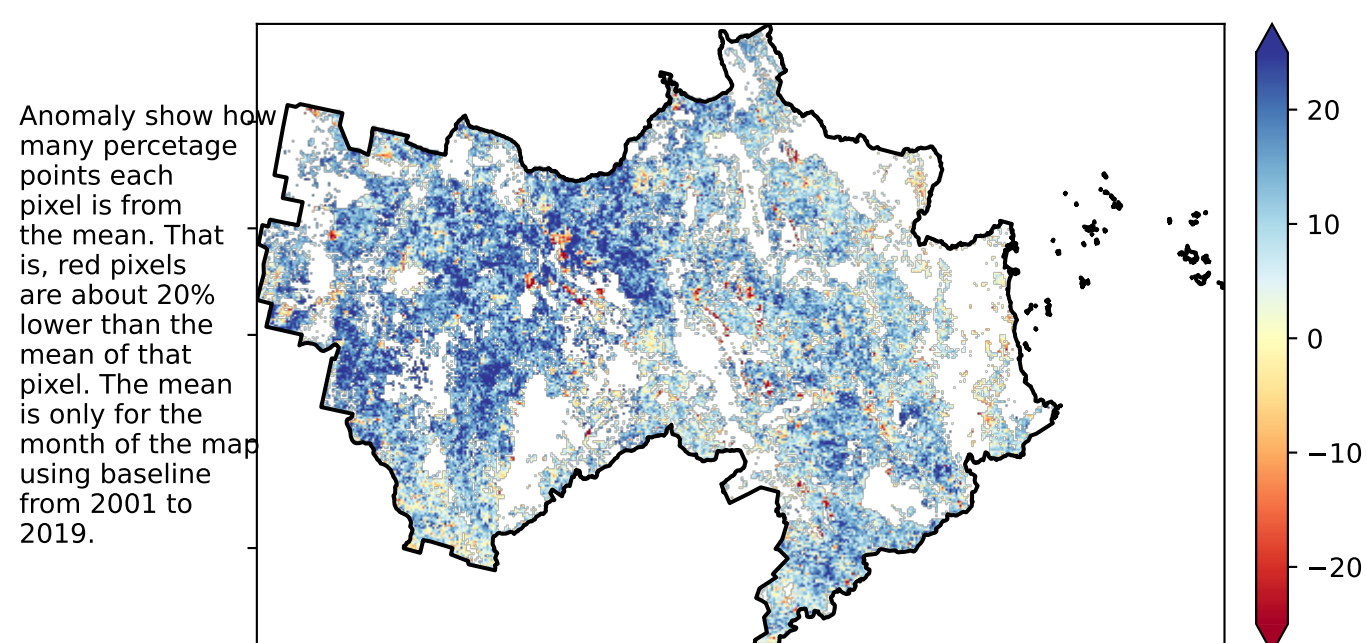 Anomaly show how
many percetage
points each
pixel is from
the mean. That
is, red pixels
are about 20%
lower than the
mean of that
pixel. The mean
is only for the
month of the map
using baseline
from 2001 to
2019.
20
10
0
−10
−20